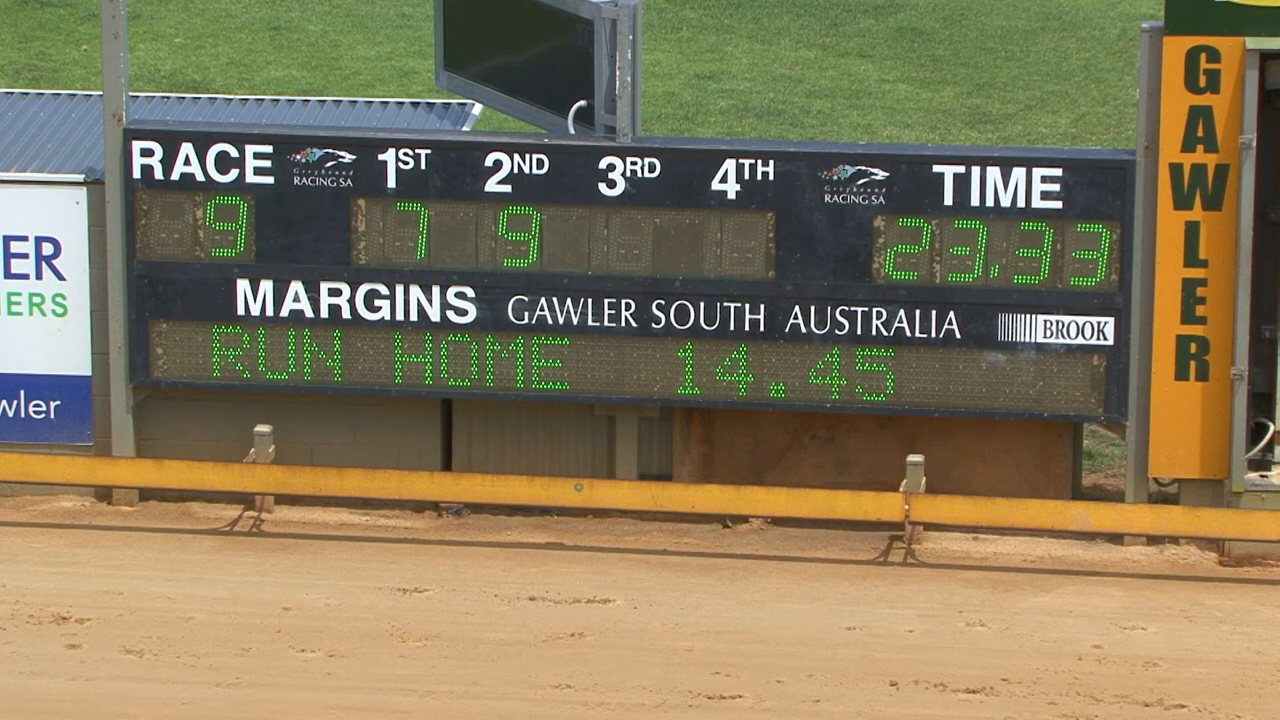 RACE 1ST 2ND 3RD 4TH TIME
Greyhound RACING SA Greyhound RACING SA
9 7 9 23.33
MARGINS GAWLER SOUTH AUSTRALIA BROOK
RUN HOME 14.45
GAWLER
ER
IERS
wler